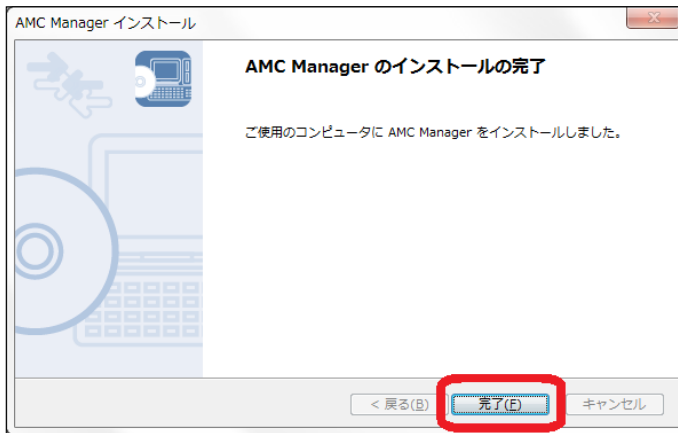 AMC Manager インストール
AMC Manager のインストールの完了
ご使用のコンピュータに AMC Manager をインストールしました。
< 戻る(B)
完了(F)
キャンセル